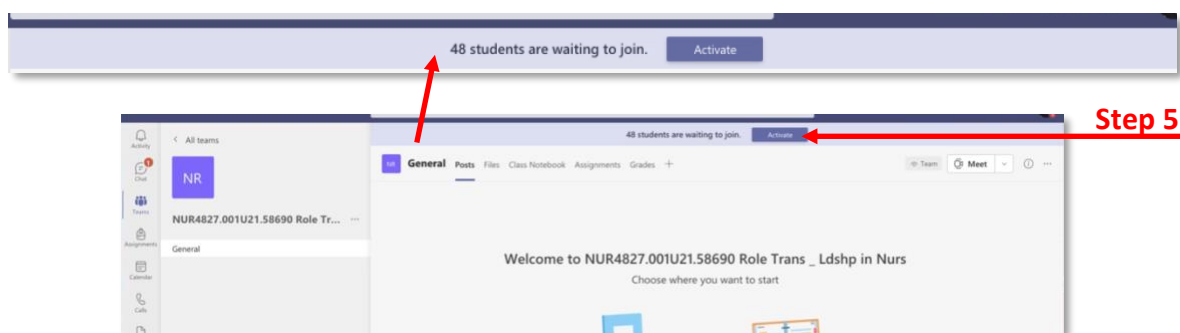 48 students are waiting to join. Activate
Step 5
48 students are waiting to join. Activate
Activity
Chat
Teams
Assignments
Calendar
Calls
< All teams
NR
NUR4827.001U21.58690 Role Tr... ...
General
NR General Posts Files Class Notebook Assignments Grades +
Team Meet ...
Welcome to NUR4827.001U21.58690 Role Trans _ Ldshp in Nurs
Choose where you want to start